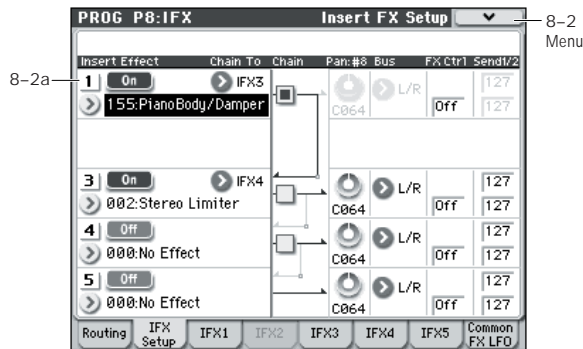 PROG P8:IFX Insert FX Setup
8–2
Menu
Insert Effect Chain To Chain Pan:#8 Bus FX Ctrl Send1/2
8–2a
1 On IFX3 L/R 127
155:PianoBody/Damper C064 Off 127
3 On IFX4 L/R 127
002:Stereo Limiter C064 Off 127
4 Off L/R 127
000:No Effect C064 Off 127
5 Off L/R 127
000:No Effect C064 Off 127
Routing IFX Setup IFX1 IFX2 IFX3 IFX4 IFX5 Common FX LFO